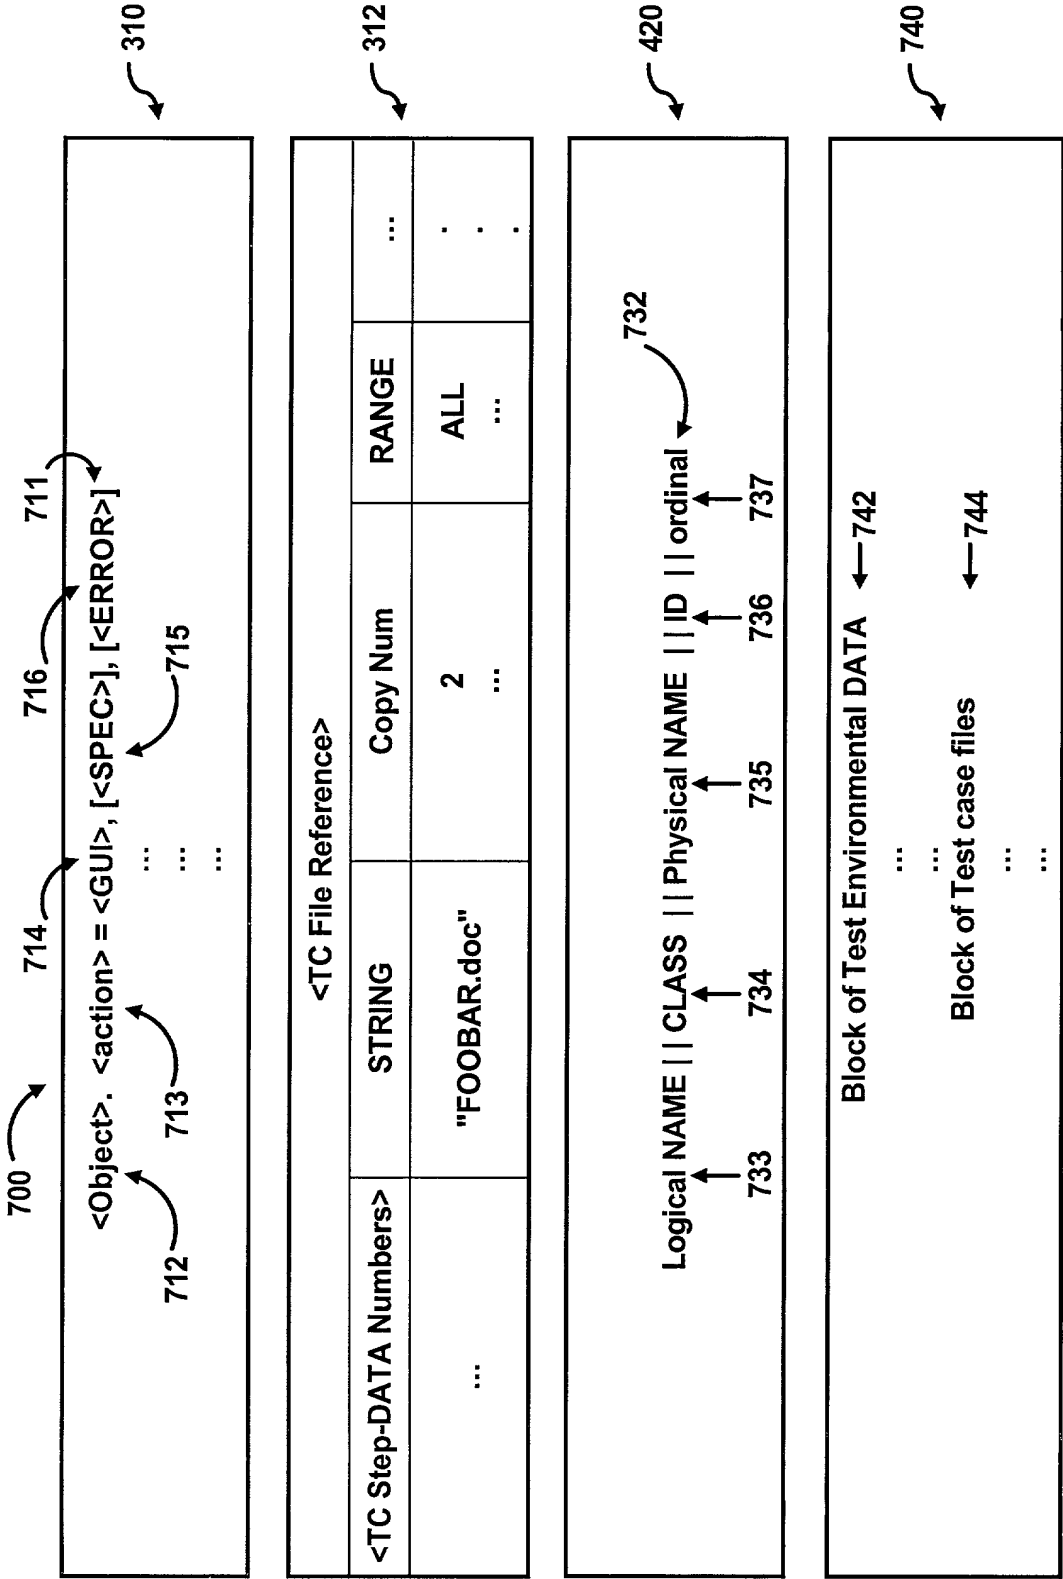 700
714
716
711
310
<Object>. <action> = <GUI>, [<SPEC>], [<ERROR>]
...
...
...
712
713
715
312
<TC File Reference>
<TC Step-DATA Numbers> STRING Copy Num RANGE ...
... "FOOBAR.doc" 2 ALL .
... ... .
.
420
732
Logical NAME || CLASS || Physical NAME || ID || ordinal
733 734 735 736 737
740
Block of Test Environmental DATA 742
...
...
Block of Test case files 744
...
...